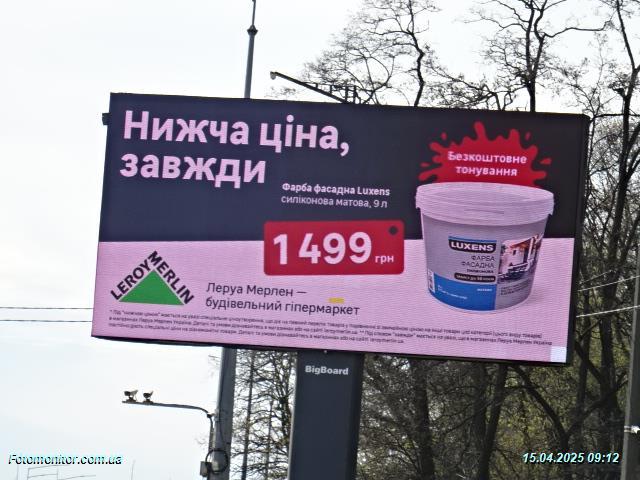 Нижча ціна,
завжди
Безкоштовне
тонування
Фарба фасадна Luxens
силіконова матова, 9 л
1 499 грн
LUXENS
ФАРБА
ФАСАДНА
LEROY MERLIN
Леруа Мерлен —
будівельний гіпермаркет
BigBoard
Fotomonitor.com.ua
15.04.2025 09:12